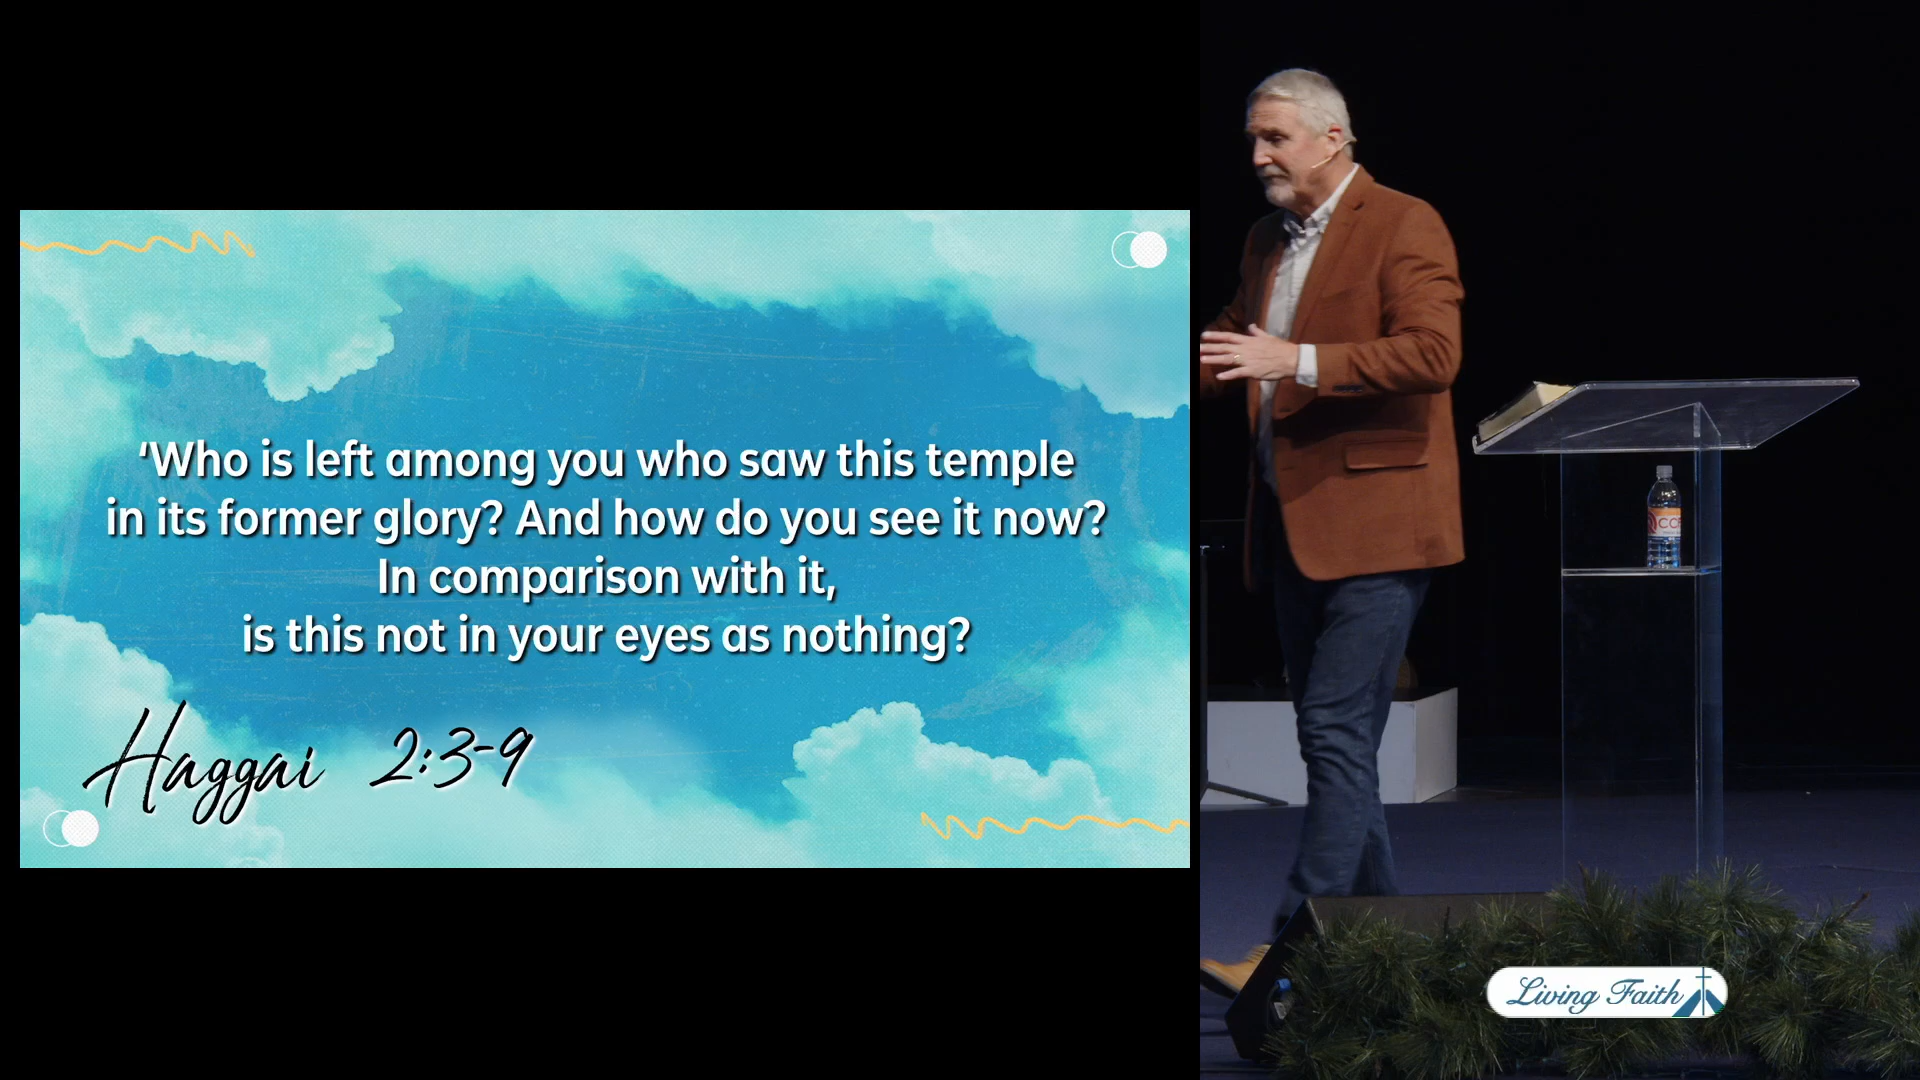 ‘Who is left among you who saw this temple
in its former glory? And how do you see it now?
In comparison with it,
is this not in your eyes as nothing?
Haggai 2:3-9
Living Faith